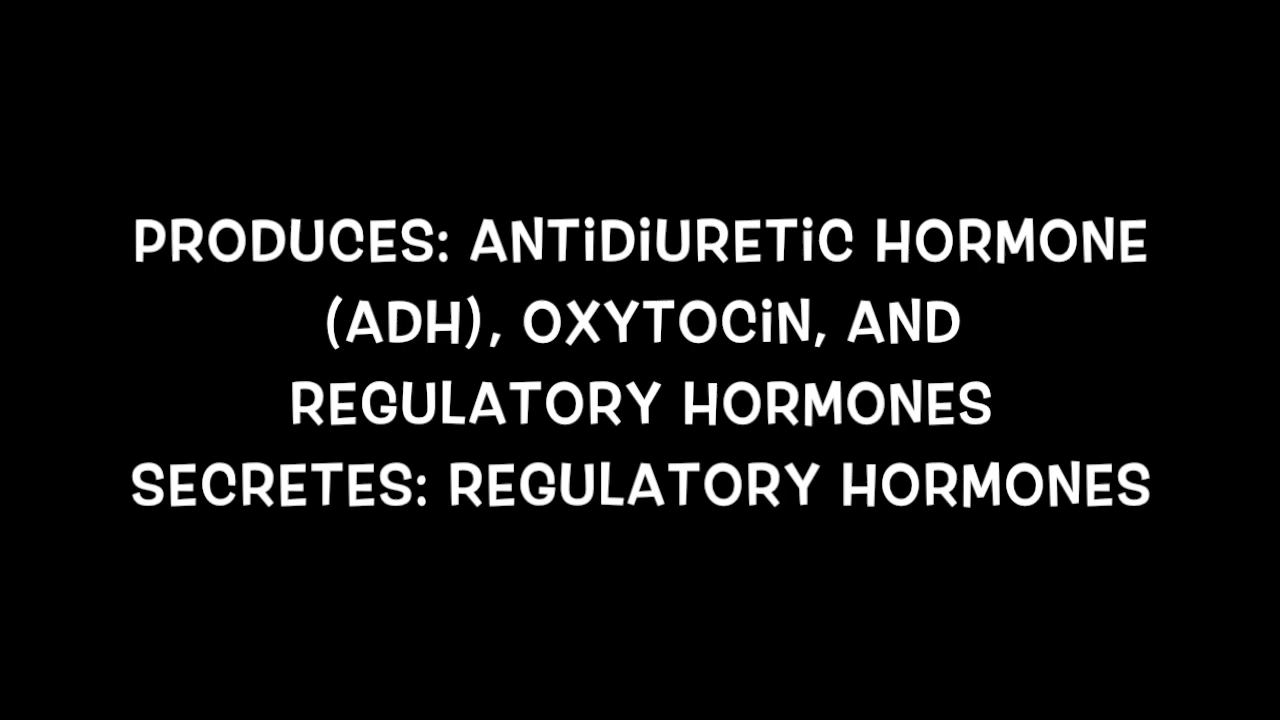 PRODUCES: ANTiDiURETiC HORMONE
(ADH), OXYTOCiN, AND
REGULATORY HORMONES
SECRETES: REGULATORY HORMONES